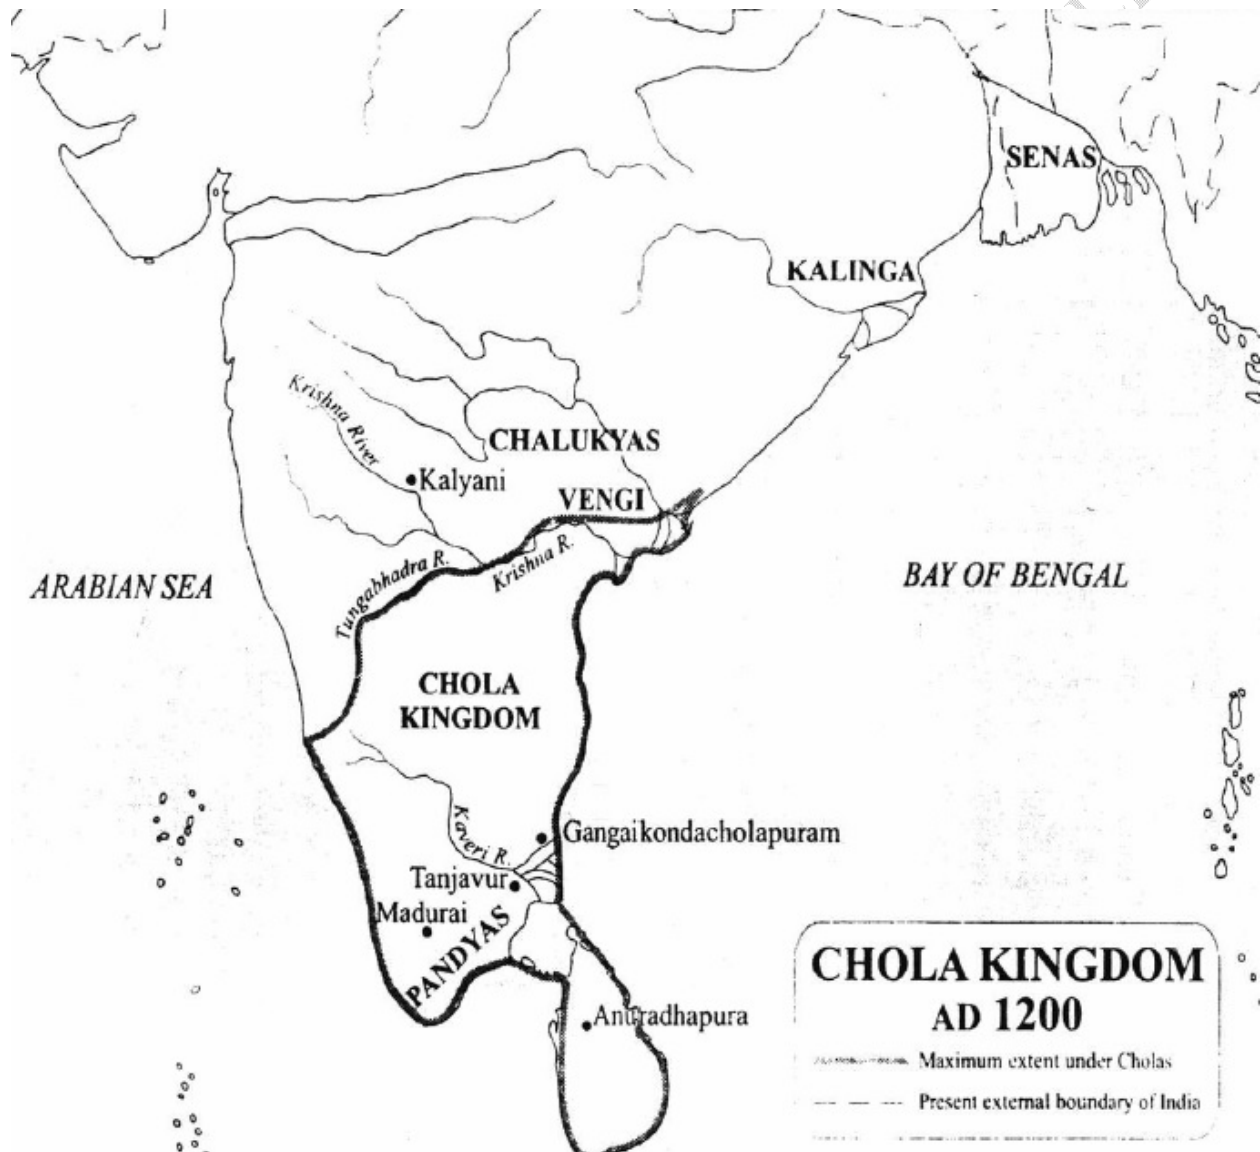 SENAS
KALINGA
Krishna River
CHALUKYAS
Kalyani
VENGI
Tungabhadra R.
Krishna R.
ARABIAN SEA
BAY OF BENGAL
CHOLA
KINGDOM
Kaveri R.
Gangaikondacholapuram
Tanjavur
Madurai
PANDYAS
Anuradhapura
CHOLA KINGDOM
AD 1200
Maximum extent under Cholas
Present external boundary of India